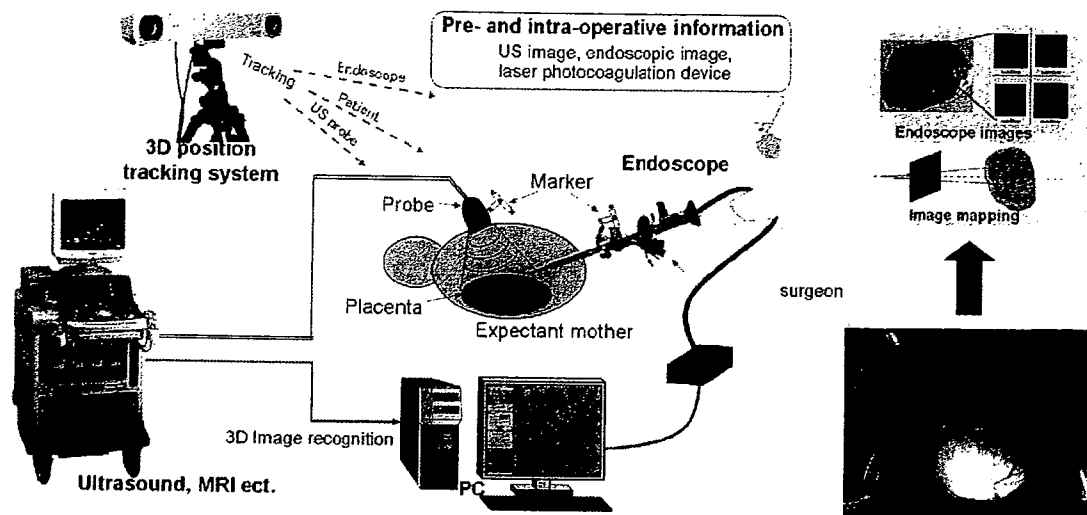 Pre- and intra-operative information
US image, endoscopic image,
laser photocoagulation device
Tracking
Endoscope
Patient
US probe
3D position
tracking system
Endoscope images
Image mapping
Endoscope
Marker
Probe
Placenta
Expectant mother
surgeon
3D Image recognition
PC
Ultrasound, MRI ect.